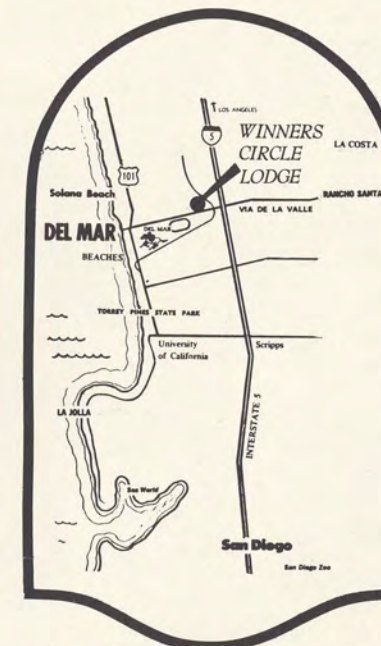 LOS ANGELES
5
WINNERS
CIRCLE
LODGE
LA COSTA
101
Solana Beach
RANCHO SANTA
VIA DE LA VALLE
DEL MAR
DEL MAR
BEACHES
TORREY PINES STATE PARK
University
of California
Scripps
LA JOLLA
INTERSTATE 5
Sea World
San Diego
San Diego Zoo